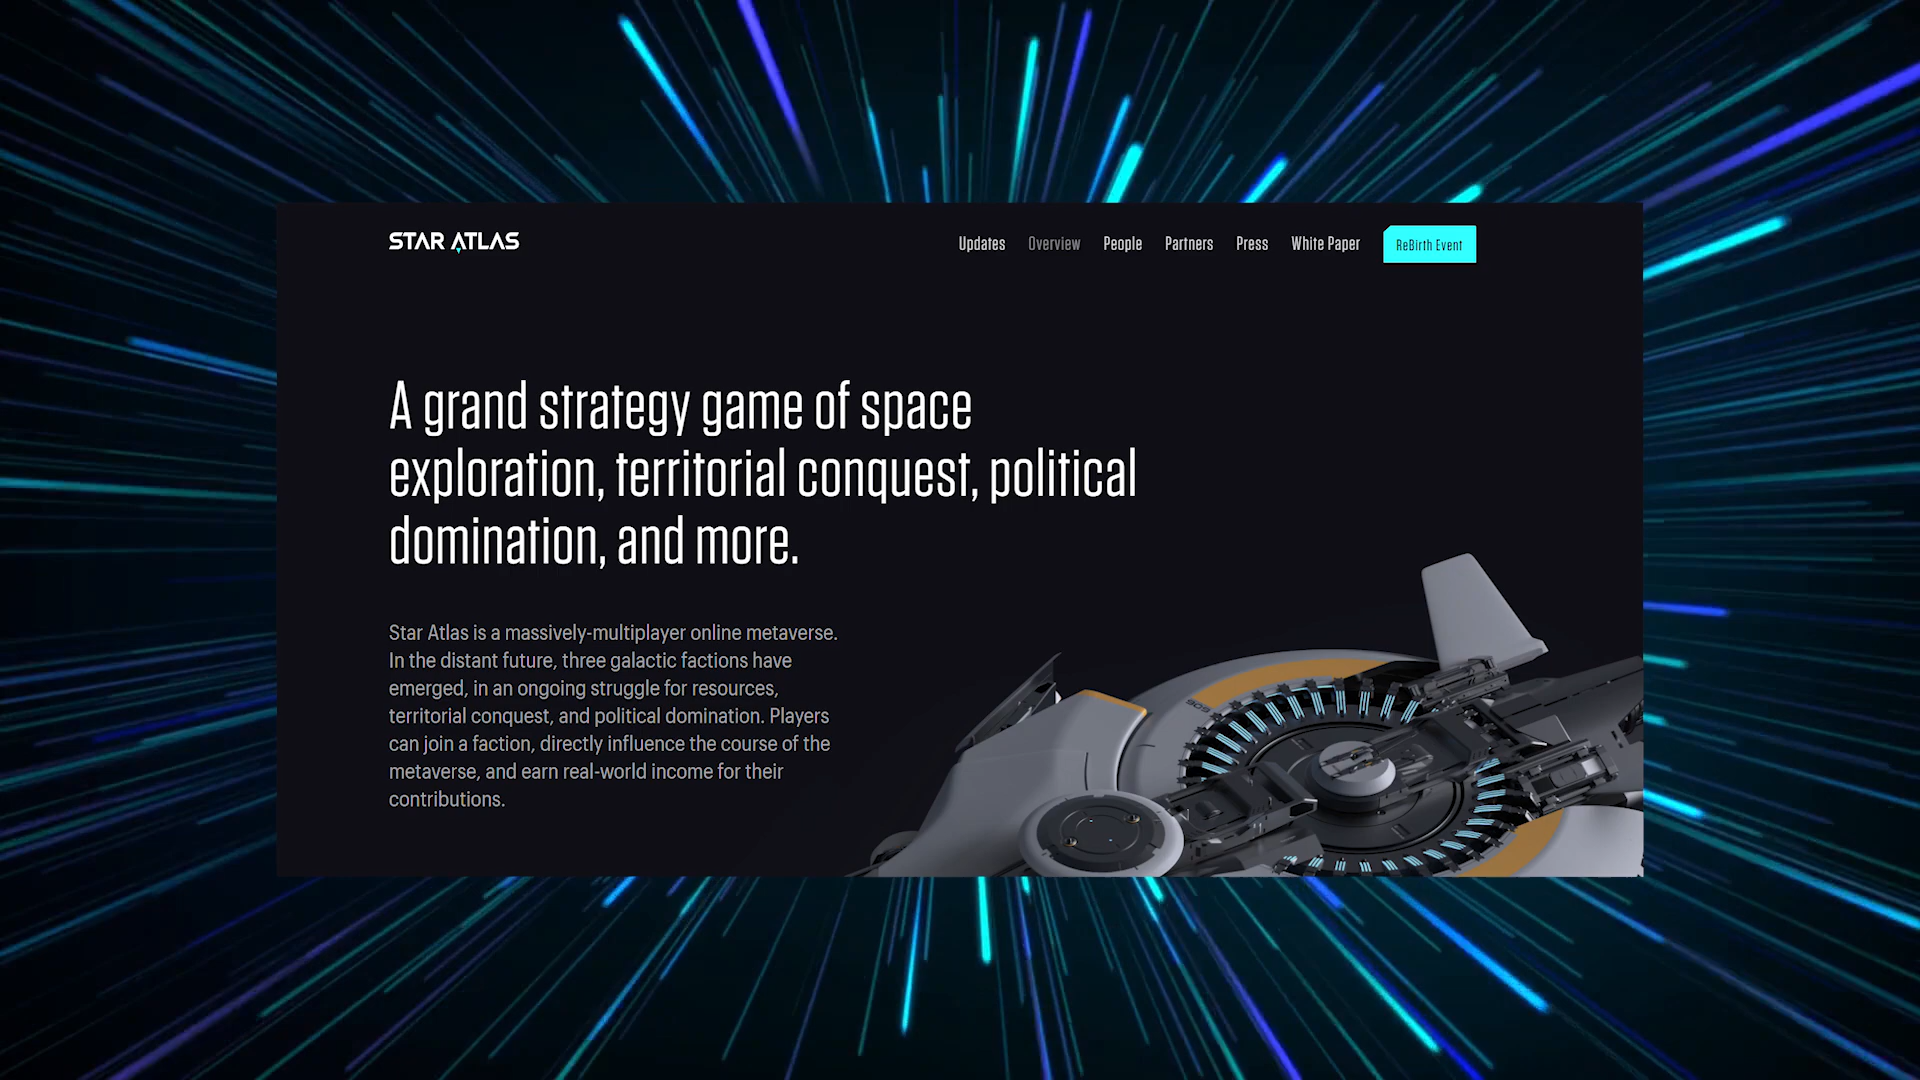 STAR ATLAS
Updates Overview People Partners Press White Paper ReBirth Event
A grand strategy game of space
exploration, territorial conquest, political
domination, and more.
Star Atlas is a massively-multiplayer online metaverse.
In the distant future, three galactic factions have
emerged, in an ongoing struggle for resources,
territorial conquest, and political domination. Players
can join a faction, directly influence the course of the
metaverse, and earn real-world income for their
contributions.